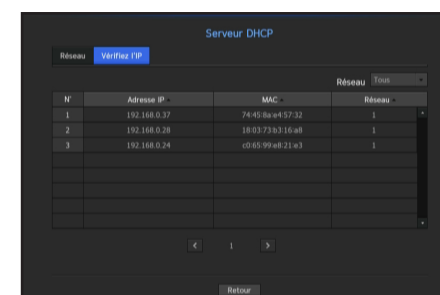 Serveur DHCP
Réseau Vérifiez l'IP
Réseau Tous
N° Adresse IP MAC Réseau
1 192.168.0.37 74:45:8a:e4:57:32 1
2 192.168.0.28 18:03:73:b3:16:a8 1
3 192.168.0.24 c0:65:99:e8:21:e3 1
< 1 >
Retour